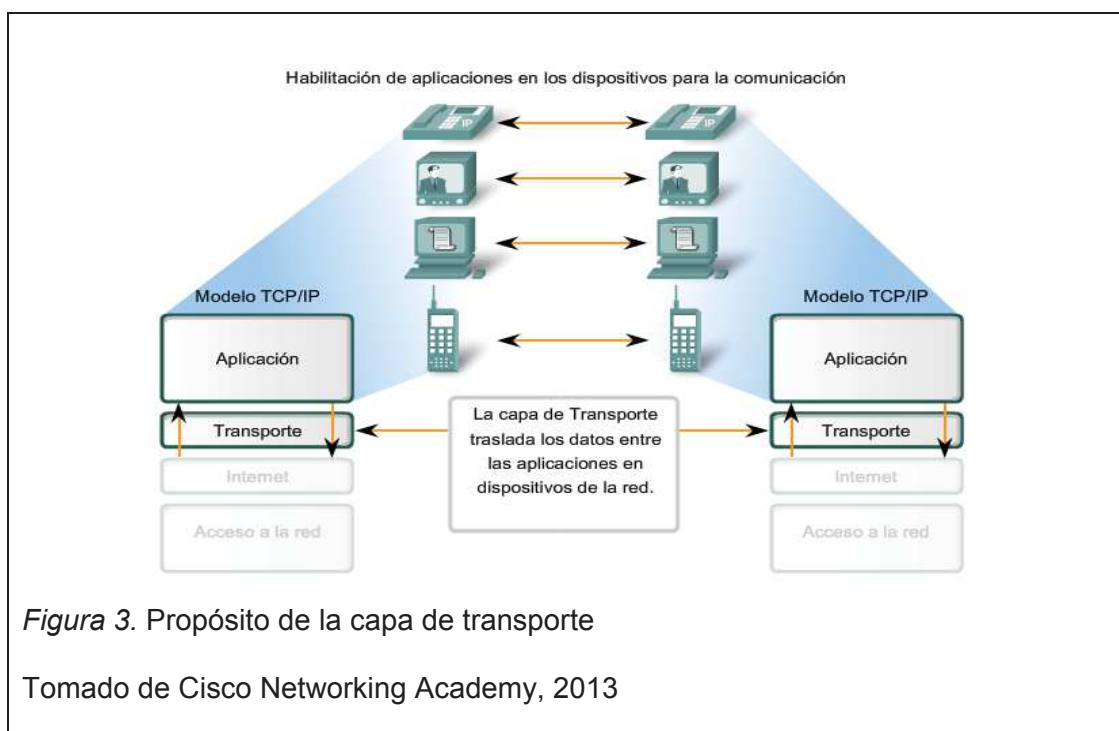 Habilitación de aplicaciones en los dispositivos para la comunicación
IP
IP
Modelo TCP/IP
Modelo TCP/IP
Aplicación
Aplicación
La capa de Transporte
traslada los datos entre
las aplicaciones en
dispositivos de la red.
Transporte
Transporte
Internet
Internet
Acceso a la red
Acceso a la red
Figura 3. Propósito de la capa de transporte
Tomado de Cisco Networking Academy, 2013